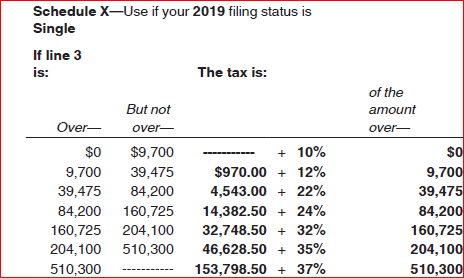 Schedule X—Use if your 2019 filing status is
Single
If line 3
is:
The tax is:
of the
But not
amount
Over—
over—
over—
$0 $9,700 ----------- + 10% $0
9,700 39,475 $970.00 + 12% 9,700
39,475 84,200 4,543.00 + 22% 39,475
84,200 160,725 14,382.50 + 24% 84,200
160,725 204,100 32,748.50 + 32% 160,725
204,100 510,300 46,628.50 + 35% 204,100
510,300 ----------- 153,798.50 + 37% 510,300